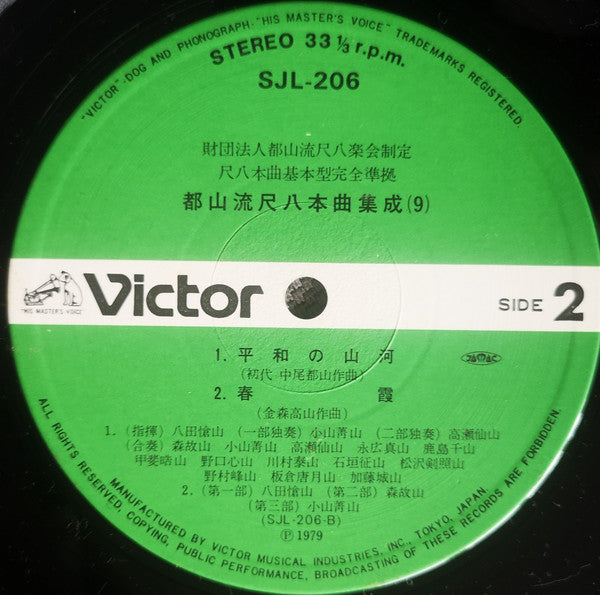 "VICTOR"-DOG AND PHONOGRAPH-"HIS MASTER'S VOICE" TRADEMARKS REGISTERED.
STEREO 33 1/3 r.p.m.
SJL-206
財団法人都山流尺八楽会制定
尺八本曲基本型完全準拠
都山流尺八本曲集成(9)
"HIS MASTER'S VOICE"
Victor
SIDE 2
1. 平和の山河
(初代 中尾都山作曲)
JASRAC
2. 春霞
(金森高山作曲)
1. (指揮) 八田愴山 (一部独奏) 小山菁山 (二部独奏) 高瀬仙山
(合奏) 森故山 小山菁山 高瀬仙山 永広真山 鹿島千山
甲斐晧山 野口心山 川村泰山 石垣征山 松沢剣照山
野村峰山 板倉唐月山 加藤城山
2. (第一部) 八田愴山 (第二部) 森故山
(第三部) 小山菁山
(SJL-206-B)
Ⓟ 1979
MANUFACTURED BY VICTOR MUSICAL INDUSTRIES, INC., TOKYO, JAPAN.
ALL RIGHTS RESERVED. COPYING, PUBLIC PERFORMANCE, BROADCASTING OF THESE RECORDS ARE FORBIDDEN.